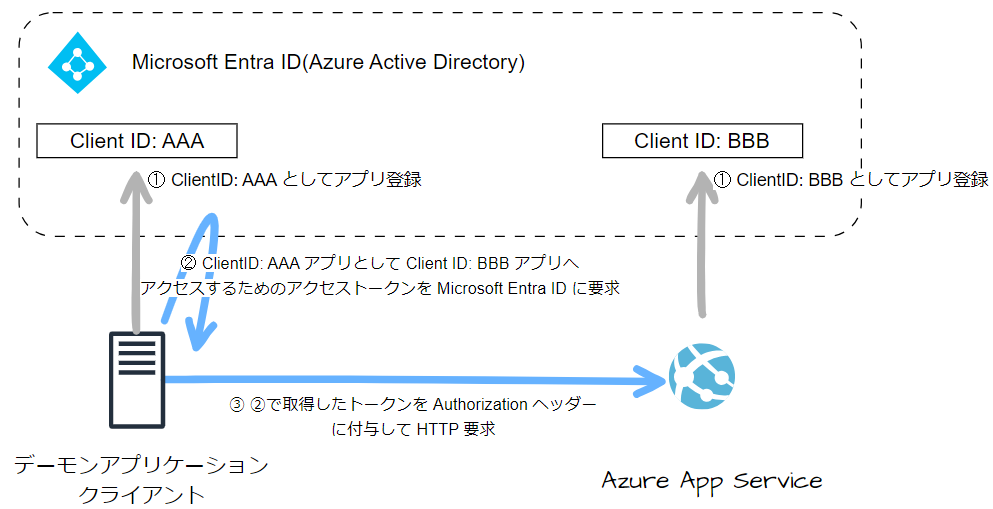 Microsoft Entra ID(Azure Active Directory)
Client ID: AAA
Client ID: BBB
① ClientID: AAA としてアプリ登録
① ClientID: BBB としてアプリ登録
② ClientID: AAA アプリとして Client ID: BBB アプリへ
アクセスするためのアクセストークンを Microsoft Entra ID に要求
③ ②で取得したトークンを Authorization ヘッダー
に付与して HTTP 要求
デーモンアプリケーション
クライアント
Azure App Service